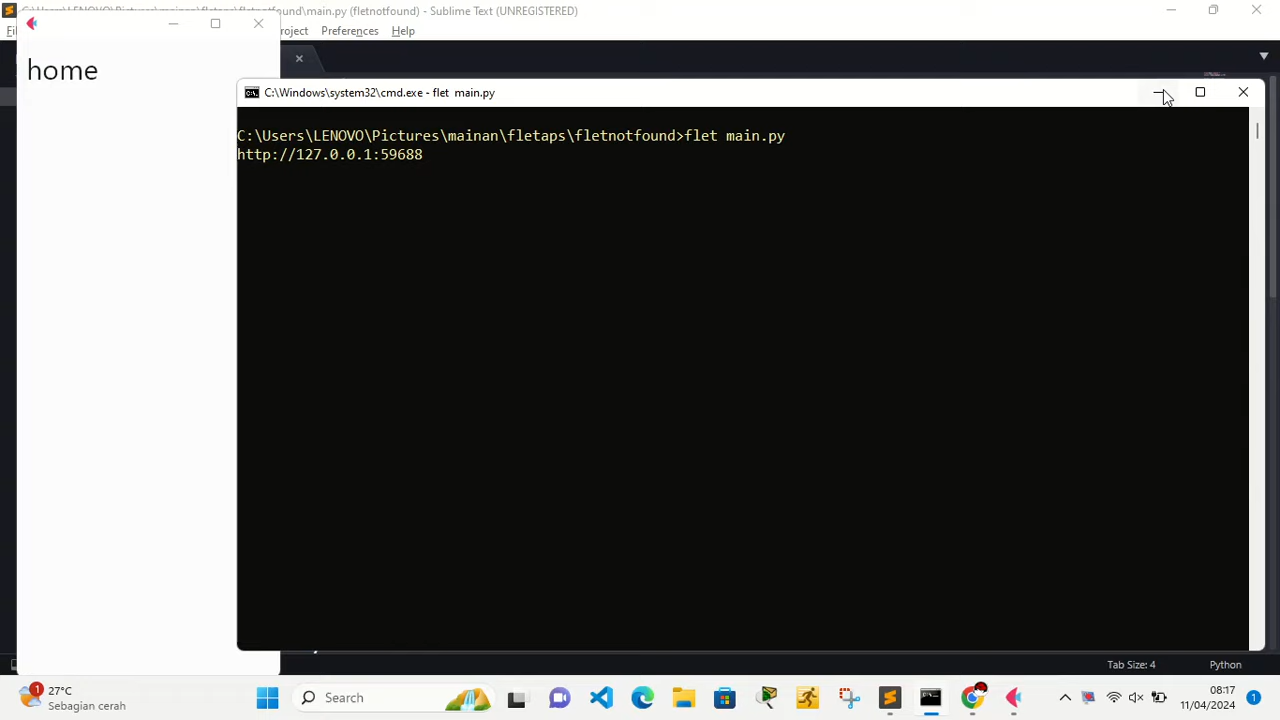 C:\Users\LENOVO\Pictures\mainan\fletaps\fletnotfound\main.py (fletnotfound) - Sublime Text (UNREGISTERED)
Preferences Help
home
C:\Windows\system32\cmd.exe - flet  main.py
C:\Users\LENOVO\Pictures\mainan\fletaps\fletnotfound>flet main.py
http://127.0.0.1:59688
Tab Size: 4 Python
1
27°C
Sebagian cerah
Search
08:17
11/04/2024
1